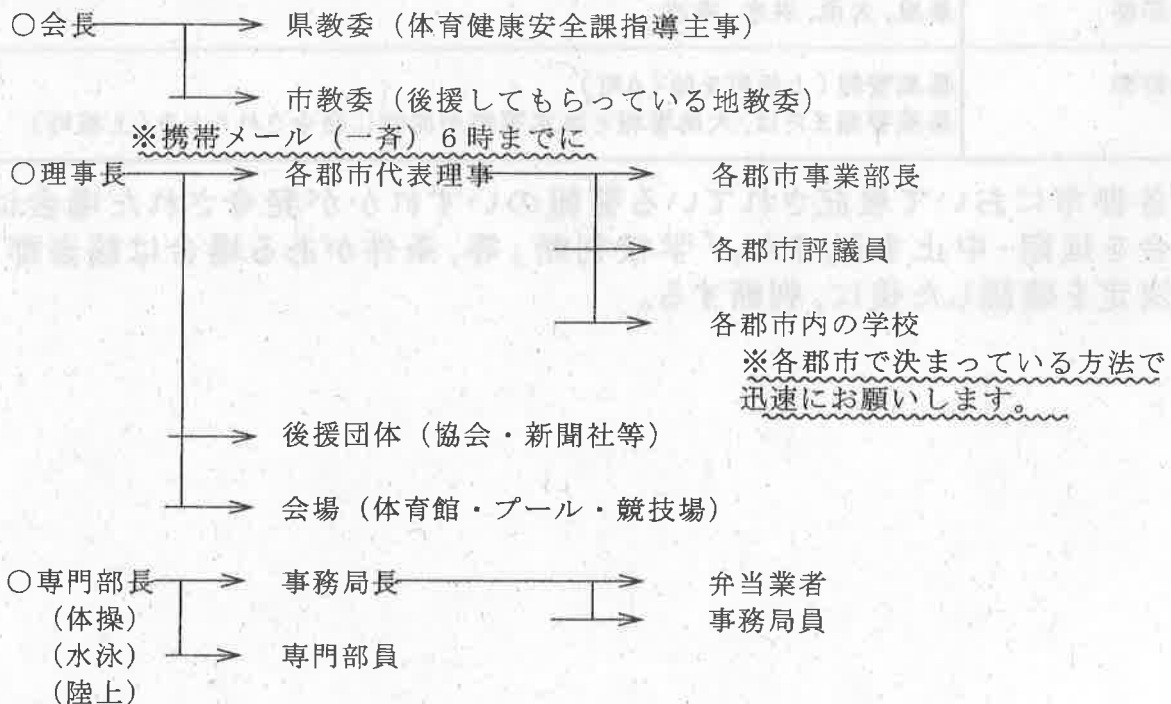 ○会長 県教委（体育健康安全課指導主事）
市教委（後援してもらっている地教委）
※携帯メール（一斉）6時までに
○理事長 各郡市代表理事 各郡市事業部長
各郡市評議員
各郡市内の学校
※各郡市で決まっている方法で
迅速にお願いします。
後援団体（協会・新聞社等）
会場（体育館・プール・競技場）
○専門部長 事務局長 弁当業者
（体操） 事務局員
（水泳） 専門部員
（陸上）